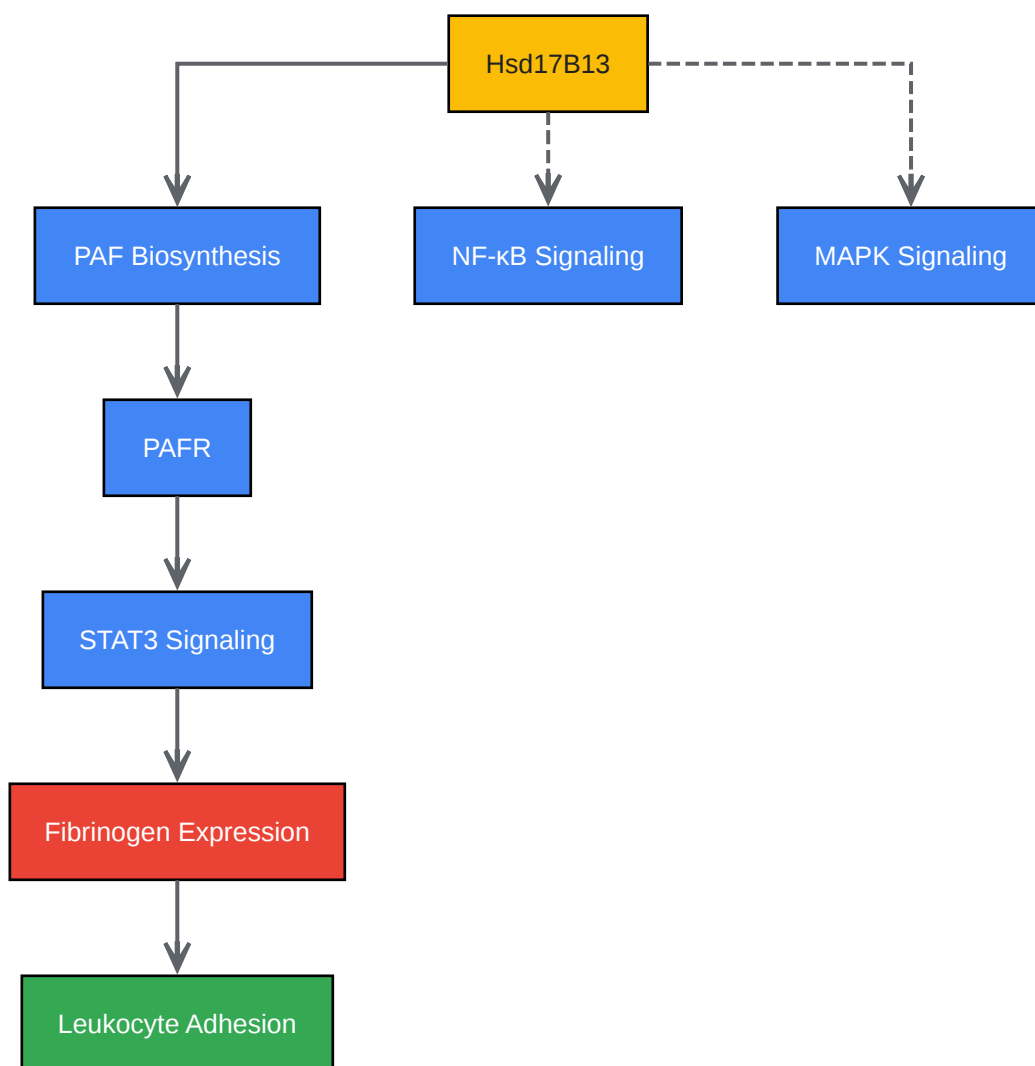 Hsd17B13
PAF Biosynthesis
NF-κB Signaling
MAPK Signaling
PAFR
STAT3 Signaling
Fibrinogen Expression
Leukocyte Adhesion